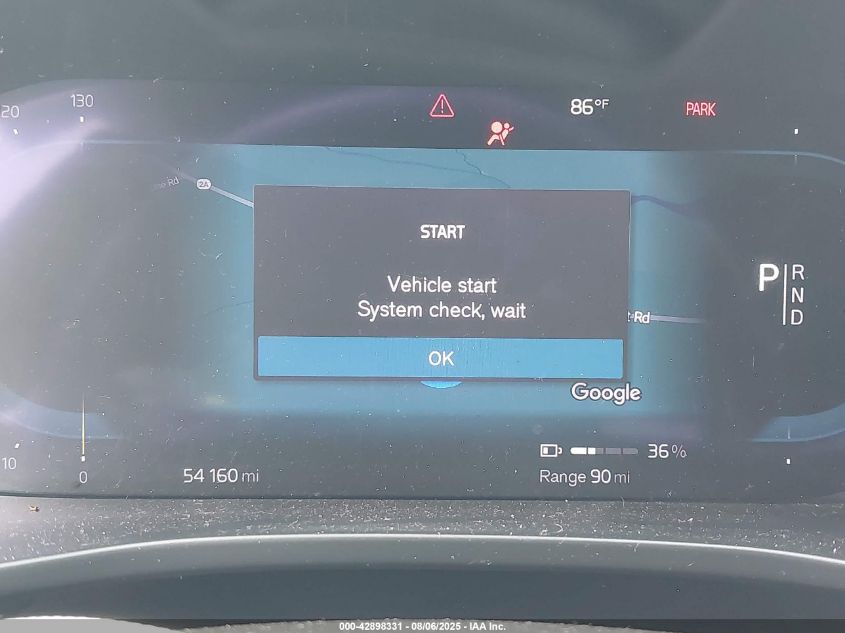 20
130
86°F
PARK
Rd
2A
START
Vehicle start
System check, wait
OK
P
R
N
D
Rd
Google
10
0
54 160 mi
36 %
Range 90 mi
000-42898331 - 08/06/2025 - IAA Inc.